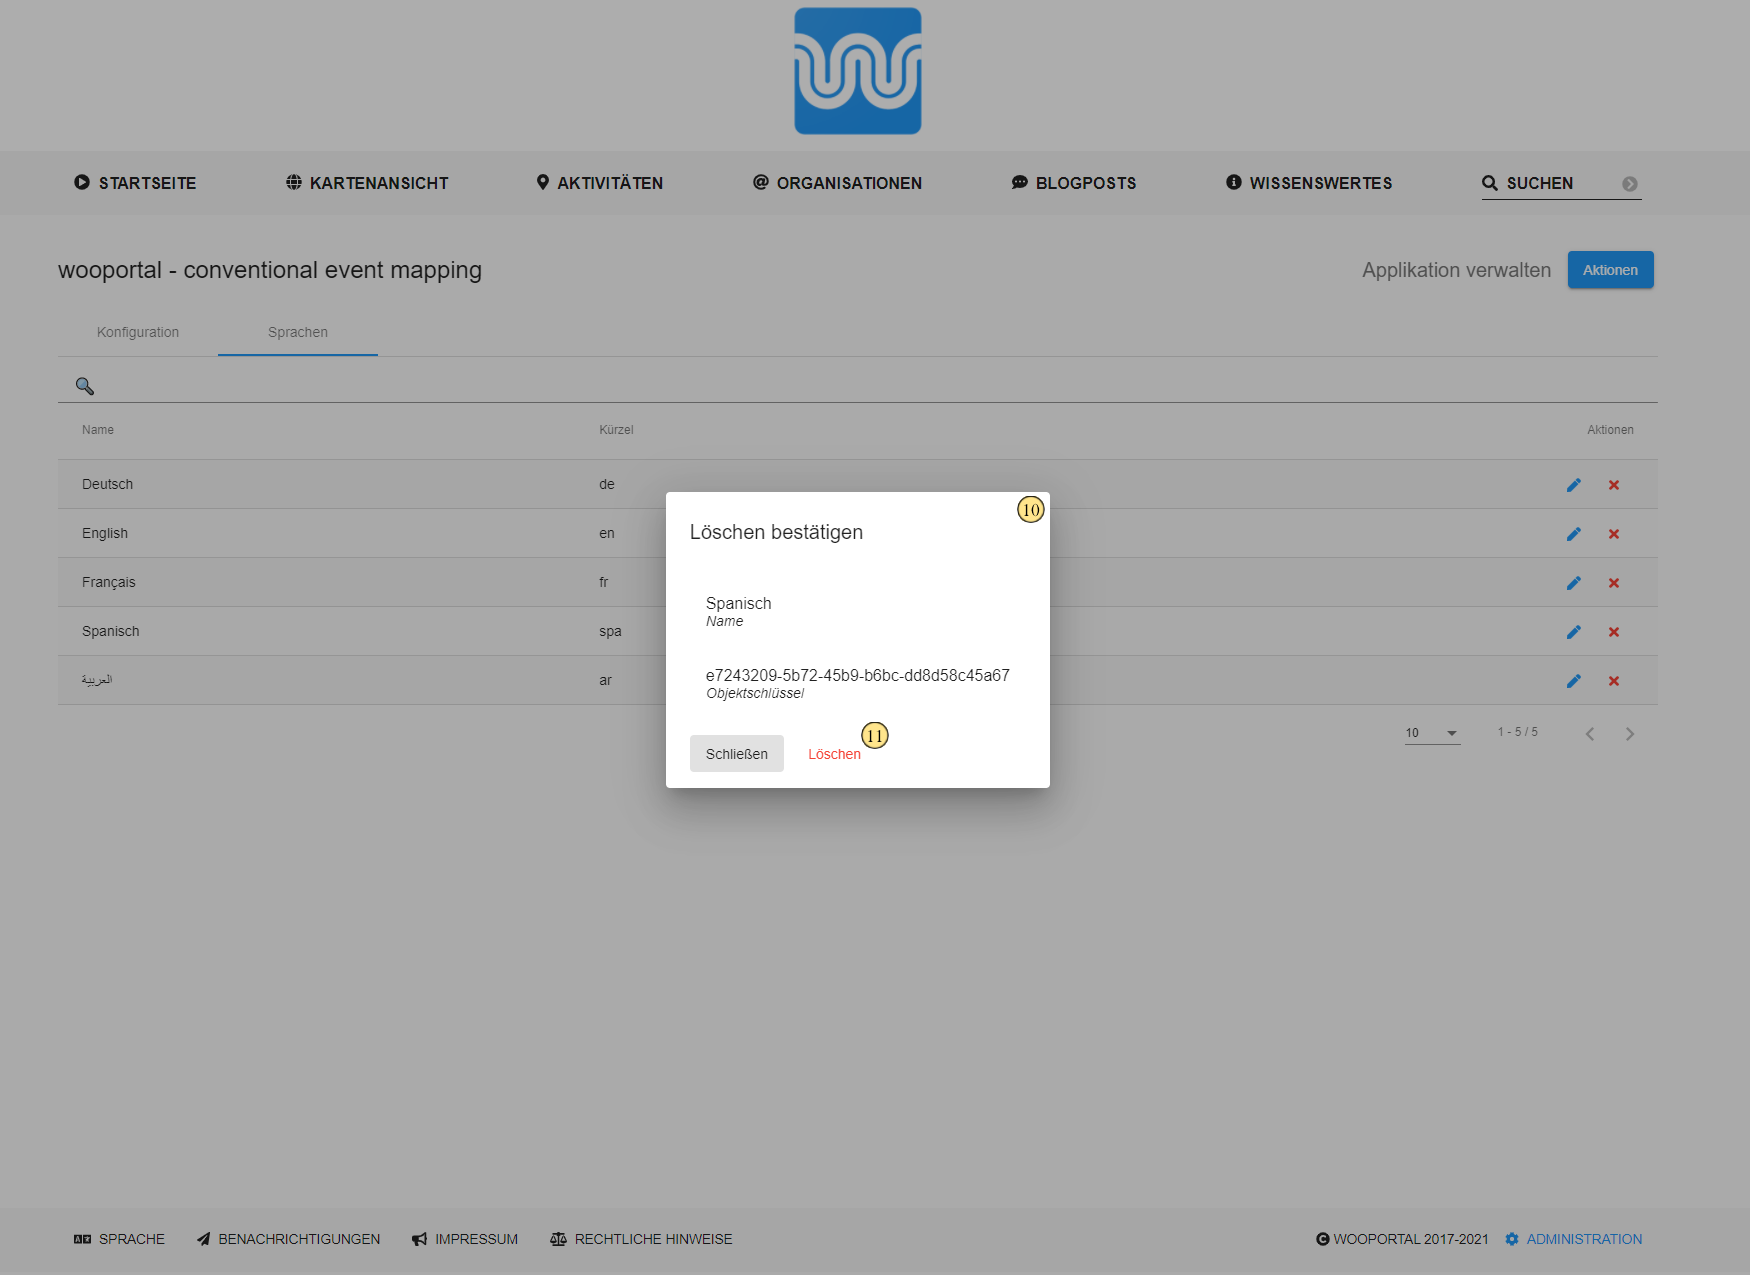 STARTSEITE KARTENANSICHT AKTIVITÄTEN ORGANISATIONEN BLOGPOSTS WISSENSWERTES SUCHEN
wooportal - conventional event mapping Applikation verwalten Aktionen
Konfiguration Sprachen
Name Kürzel Aktionen
Deutsch de
English en
Français fr
Spanisch spa
العربية ar
10 1 - 5 / 5
10
Löschen bestätigen
Spanisch
Name
e7243209-5b72-45b9-b6bc-dd8d58c45a67
Objektschlüssel
11
Schließen Löschen
SPRACHE BENACHRICHTIGUNGEN IMPRESSUM RECHTLICHE HINWEISE WOOPORTAL 2017-2021 ADMINISTRATION